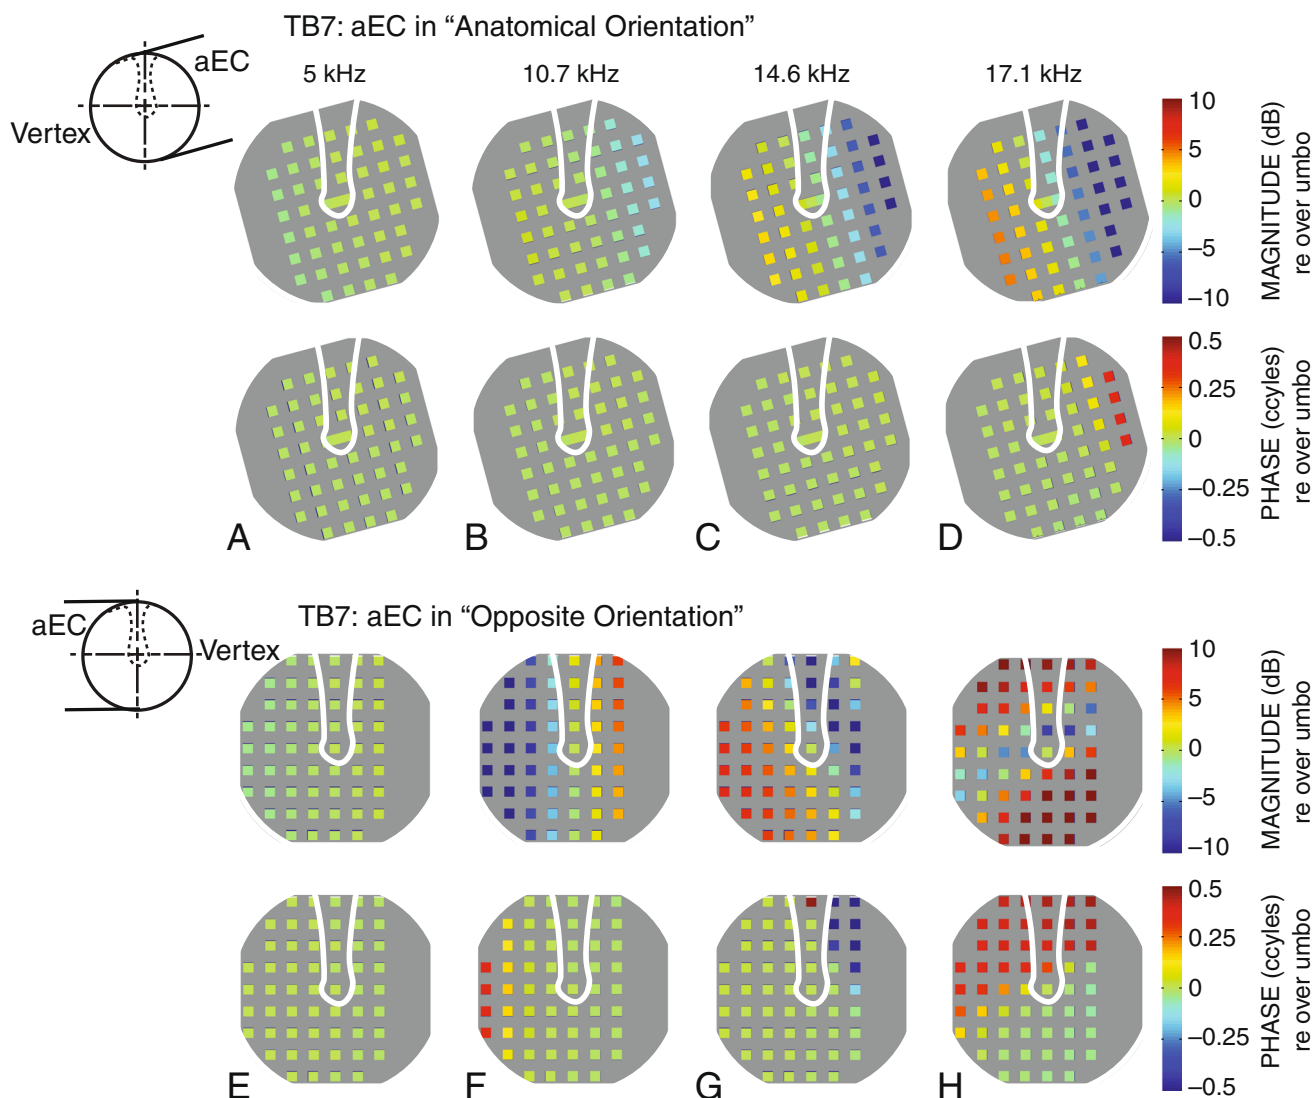 TB7: aEC in “Anatomical Orientation”
aEC
Vertex
5 kHz
10.7 kHz
14.6 kHz
17.1 kHz
10
5
0
−5
−10
MAGNITUDE (dB)
re over umbo
0.5
0.25
0
−0.25
−0.5
PHASE (ccyles)
re over umbo
A
B
C
D
TB7: aEC in “Opposite Orientation”
aEC
Vertex
10
5
0
−5
−10
MAGNITUDE (dB)
re over umbo
0.5
0.25
0
−0.25
−0.5
PHASE (ccyles)
re over umbo
E
F
G
H